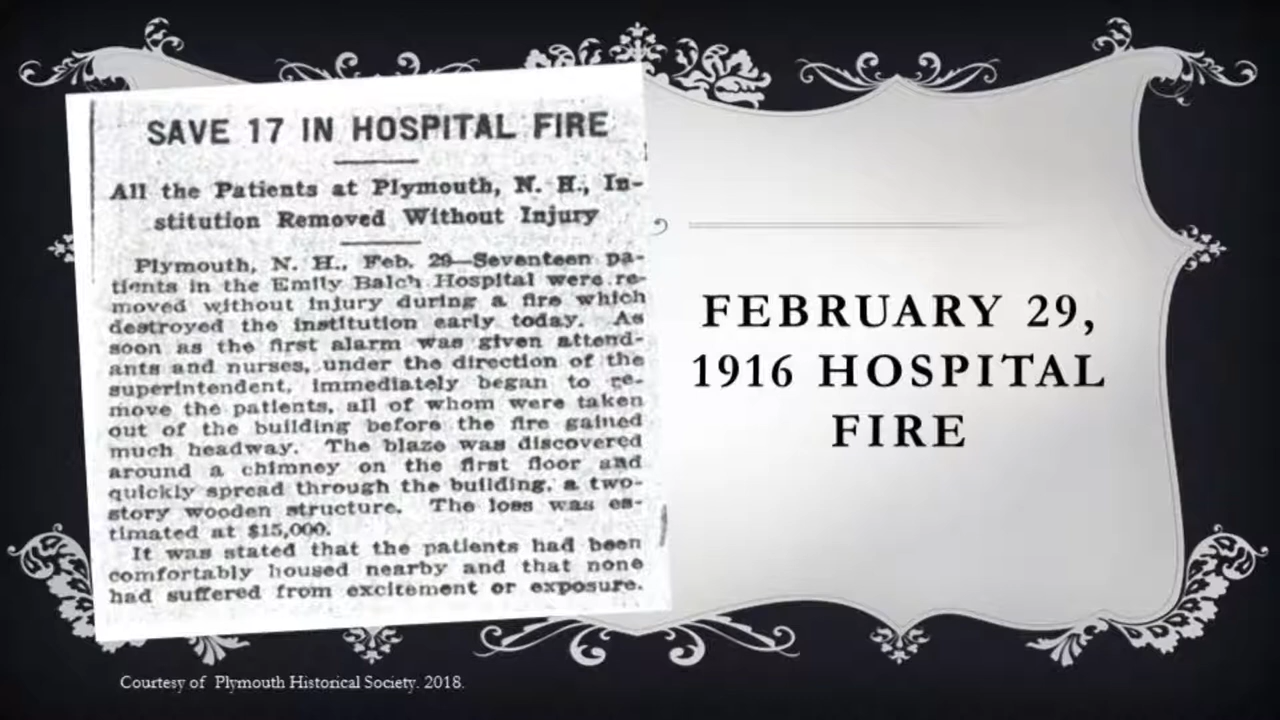 SAVE 17 IN HOSPITAL FIRE
All the Patients at Plymouth, N. H., In-
stitution Removed Without Injury
Plymouth, N. H., Feb. 29—Seventeen pa-
tients in the Emily Balch Hospital were re-
moved without injury during a fire which
destroyed the institution early today. As
soon as the first alarm was given attend-
ants and nurses, under the direction of the
superintendent, immediately began to re-
move the patients, all of whom were taken
out of the building before the fire gained
much headway. The blaze was discovered
around a chimney on the first floor and
quickly spread through the building, a two-
story wooden structure. The loss was es-
timated at $15,000.
It was stated that the patients had been
comfortably housed nearby and that none
had suffered from excitement or exposure.
FEBRUARY 29,
1916 HOSPITAL
FIRE
Courtesy of Plymouth Historical Society. 2018.